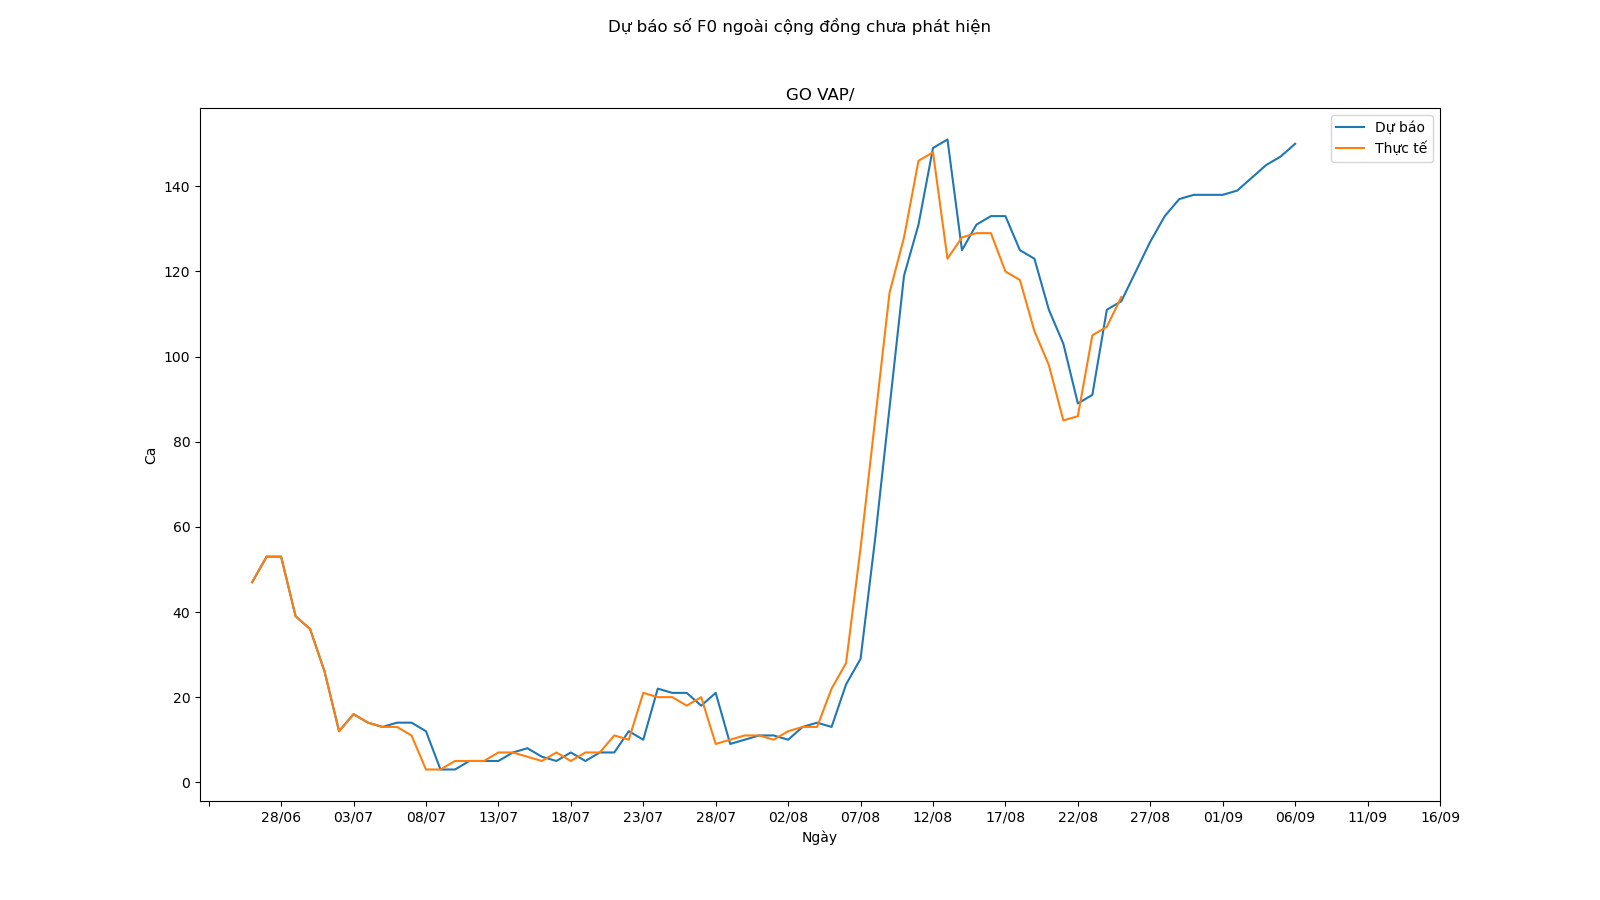 Dự báo số F0 ngoài cộng đồng chưa phát hiện
GO VAP/
Dự báo
Thực tế
140
120
100
80
60
40
20
0
Ca
28/06 03/07 08/07 13/07 18/07 23/07 28/07 02/08 07/08 12/08 17/08 22/08 27/08 01/09 06/09 11/09 16/09
Ngày